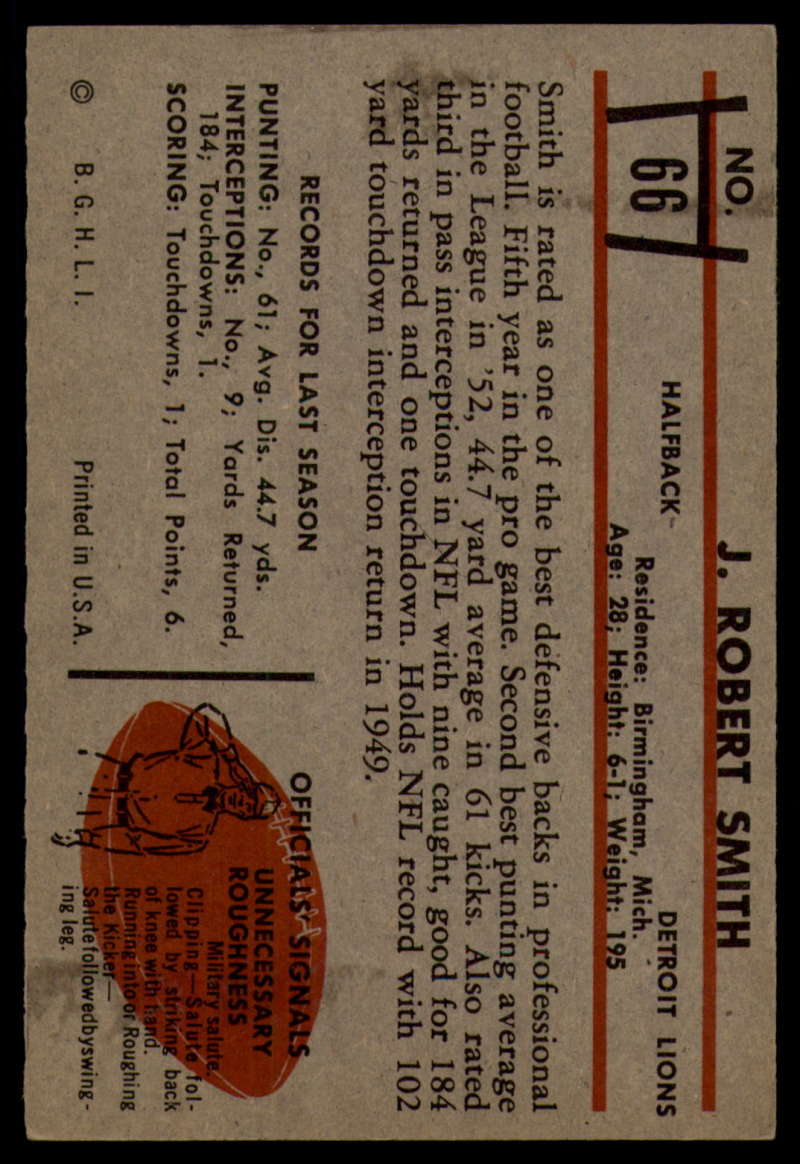 NO.
66
J. ROBERT SMITH
HALFBACK
DETROIT LIONS
Residence: Birmingham, Mich.
Age: 28; Height: 6-1; Weight: 195
Smith is rated as one of the best defensive backs in professional
football. Fifth year in the pro game. Second best punting average
in the League in '52, 44.7 yard average in 61 kicks. Also rated
third in pass interceptions in NFL with nine caught, good for 184
yards returned and one touchdown. Holds NFL record with 102
yard touchdown interception return in 1949.
RECORDS FOR LAST SEASON
PUNTING: No., 61; Avg. Dis. 44.7 yds.
INTERCEPTIONS: No., 9; Yards Returned,
184; Touchdowns, 1.
SCORING: Touchdowns, 1; Total Points, 6.
© B. G. H. L. I.
Printed in U.S.A.
OFFICIALS' SIGNALS
UNNECESSARY
ROUGHNESS
Military salute.
Clipping—Salute fol-
lowed by striking back
of knee with hand.
Running into or Roughing
the Kicker—
Salute followed by swing-
ing leg.